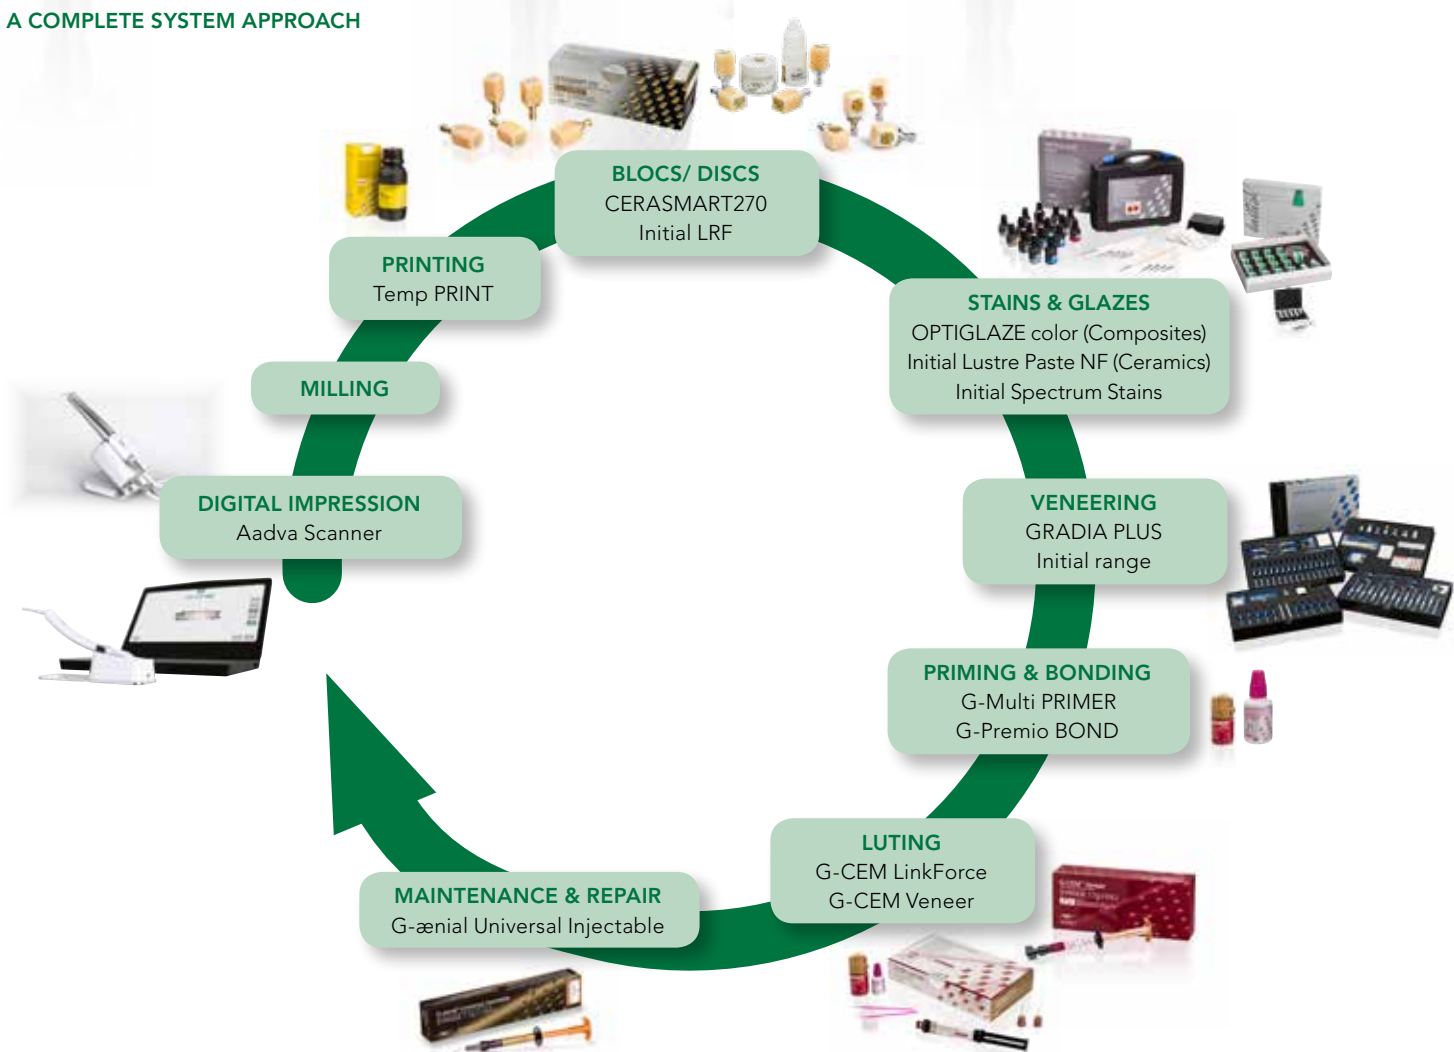 A COMPLETE SYSTEM APPROACH
BLOCS/ DISCS
CERASMART270
Initial LRF
PRINTING
Temp PRINT
STAINS & GLAZES
OPTIGLAZE color (Composites)
Initial Lustre Paste NF (Ceramics)
Initial Spectrum Stains
MILLING
DIGITAL IMPRESSION
Aadva Scanner
VENEERING
GRADIA PLUS
Initial range
PRIMING & BONDING
G-Multi PRIMER
G-Premio BOND
LUTING
G-CEM LinkForce
G-CEM Veneer
MAINTENANCE & REPAIR
G-ænial Universal Injectable